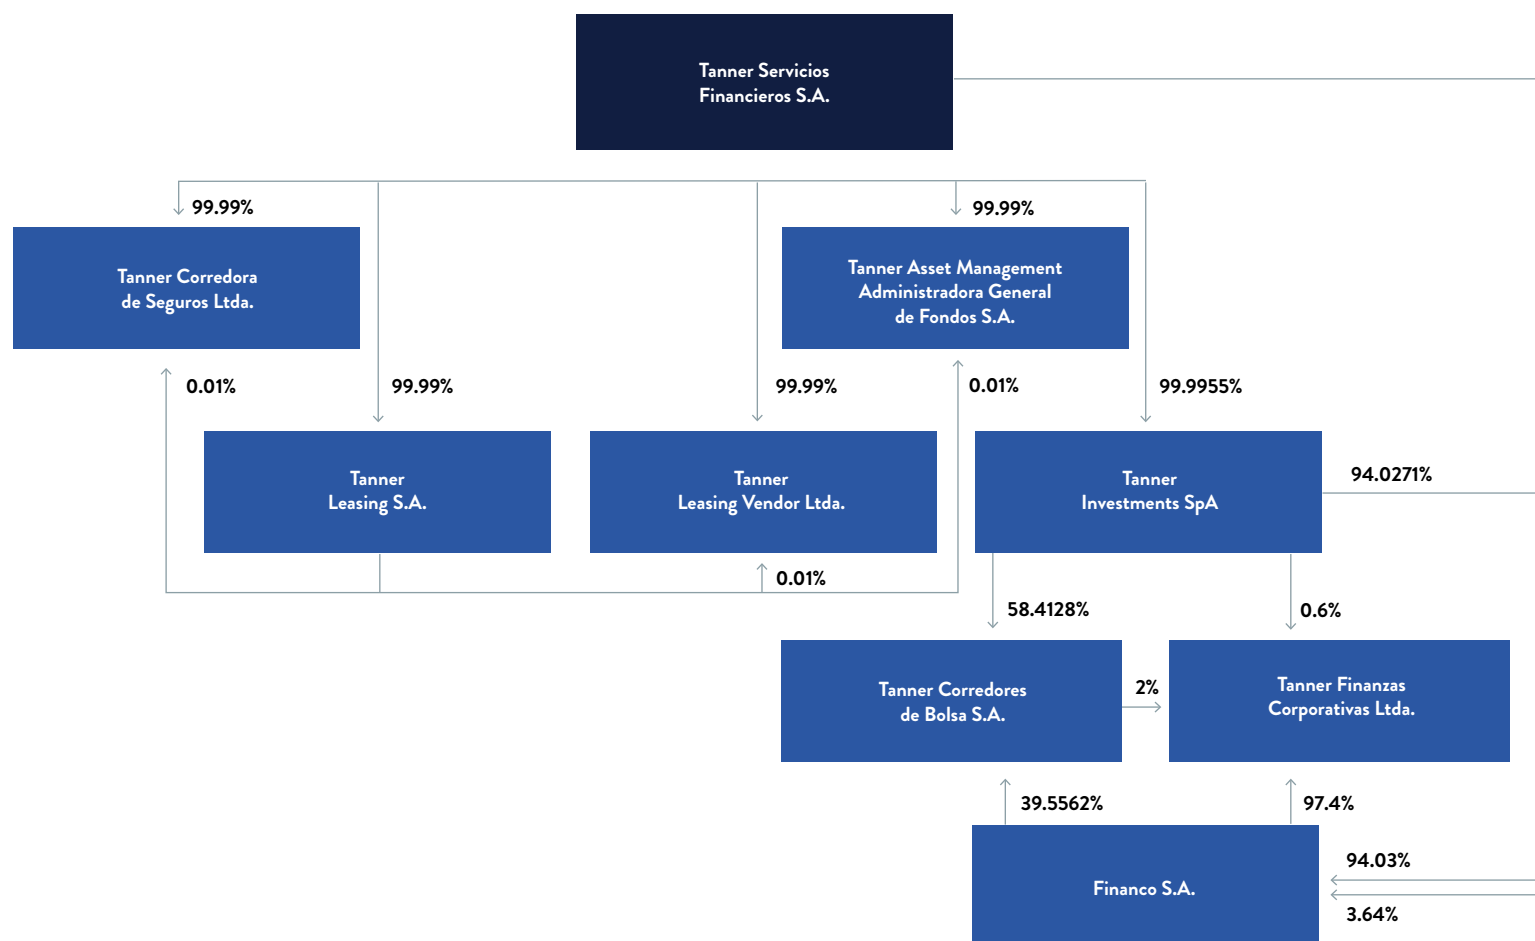 Tanner Servicios
Financieros S.A.
99.99%
99.99%
Tanner Corredora
de Seguros Ltda.
Tanner Asset Management
Administradora General
de Fondos S.A.
0.01%
99.99%
99.99%
0.01%
99.9955%
Tanner
Leasing S.A.
Tanner
Leasing Vendor Ltda.
Tanner
Investments SpA
94.0271%
0.01%
58.4128%
0.6%
Tanner Corredores
de Bolsa S.A.
2%
Tanner Finanzas
Corporativas Ltda.
39.5562%
97.4%
Financo S.A.
94.03%
3.64%